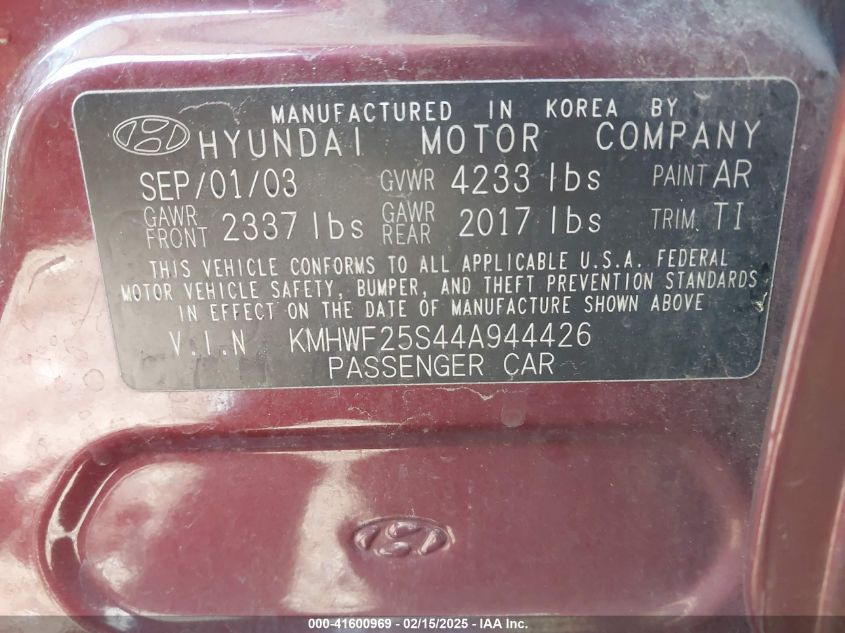 MANUFACTURED IN KOREA BY
HYUNDAI MOTOR COMPANY
SEP/01/03 GVWR 4233 lbs PAINT AR
GAWR FRONT 2337 lbs GAWR REAR 2017 lbs TRIM TI
THIS VEHICLE CONFORMS TO ALL APPLICABLE U.S.A. FEDERAL
MOTOR VEHICLE SAFETY, BUMPER, AND THEFT PREVENTION STANDARDS
IN EFFECT ON THE DATE OF MANUFACTURE SHOWN ABOVE
V.I.N KMHWF25S44A944426
PASSENGER CAR
000-41600969 - 02/15/2025 - IAA Inc.